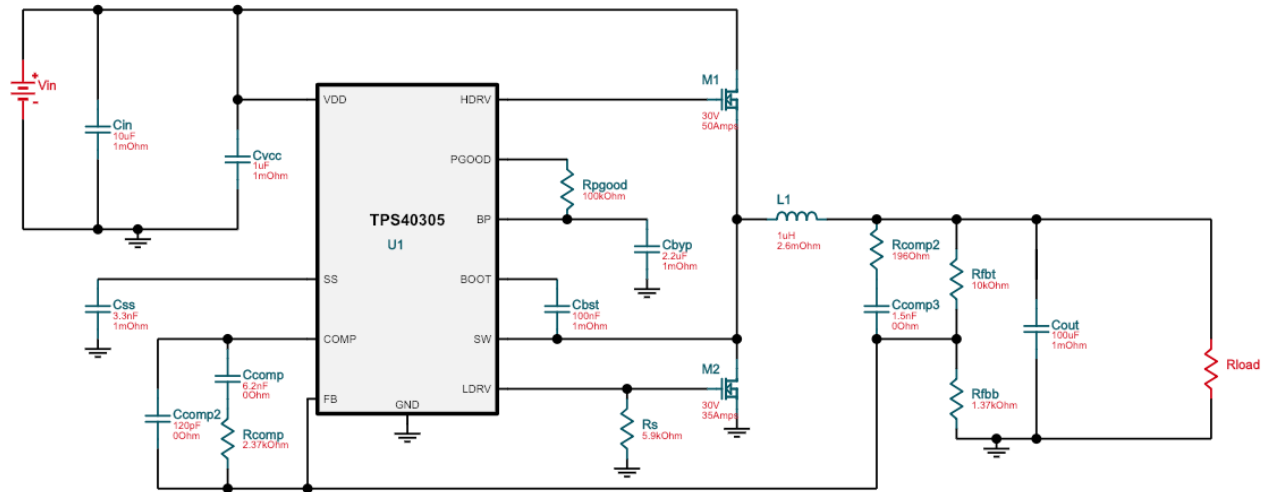 Vin
+
-
Cin
10uF
1mOhm
Cvcc
1uF
1mOhm
Css
3.3nF
1mOhm
Ccomp2
120pF
0Ohm
Ccomp
6.2nF
0Ohm
Rcomp
2.37kOhm
VDD
HDRV
PGOOD
TPS40305
U1
BP
SS
BOOT
COMP
SW
LDRV
FB
GND
Rpgood
100kOhm
Cbyp
2.2uF
1mOhm
Cbst
100nF
1mOhm
Rs
5.9kOhm
M1
30V
50Amps
M2
30V
35Amps
L1
1uH
2.6mOhm
Rcomp2
196Ohm
Ccomp3
1.5nF
0Ohm
Rfbt
10kOhm
Rfbb
1.37kOhm
Cout
100uF
1mOhm
Rload